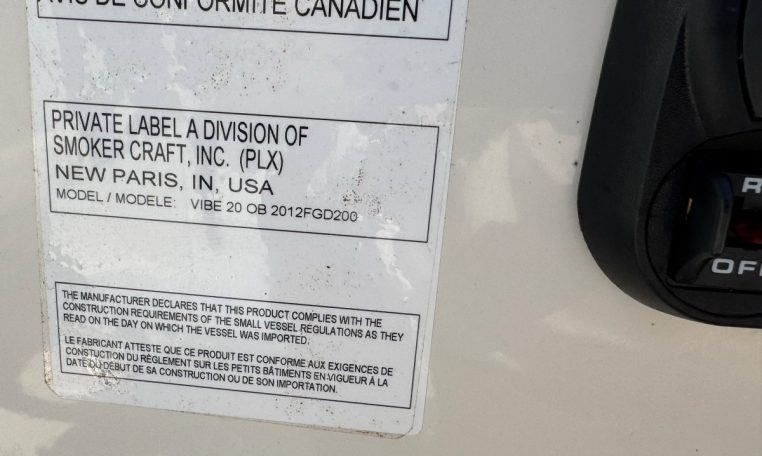 DE CONFORMITÉ CANADIEN
PRIVATE LABEL A DIVISION OF
SMOKER CRAFT, INC. (PLX)
NEW PARIS, IN, USA
MODEL / MODELE: VIBE 20 OB 2012FGD200
THE MANUFACTURER DECLARES THAT THIS PRODUCT COMPLIES WITH THE
CONSTRUCTION REQUIREMENTS OF THE SMALL VESSEL REGULATIONS AS THEY
READ ON THE DAY ON WHICH THE VESSEL WAS IMPORTED.
LE FABRICANT ATTESTE QUE CE PRODUIT EST CONFORME AUX EXIGENCES DE
CONSTUCTION DU RÈGLEMENT SUR LES PETITS BÂTIMENTS EN VIGUEUR À LA
DATE DU DÉBUT DE SA CONSTRUCTION OU DE SON IMPORTATION.